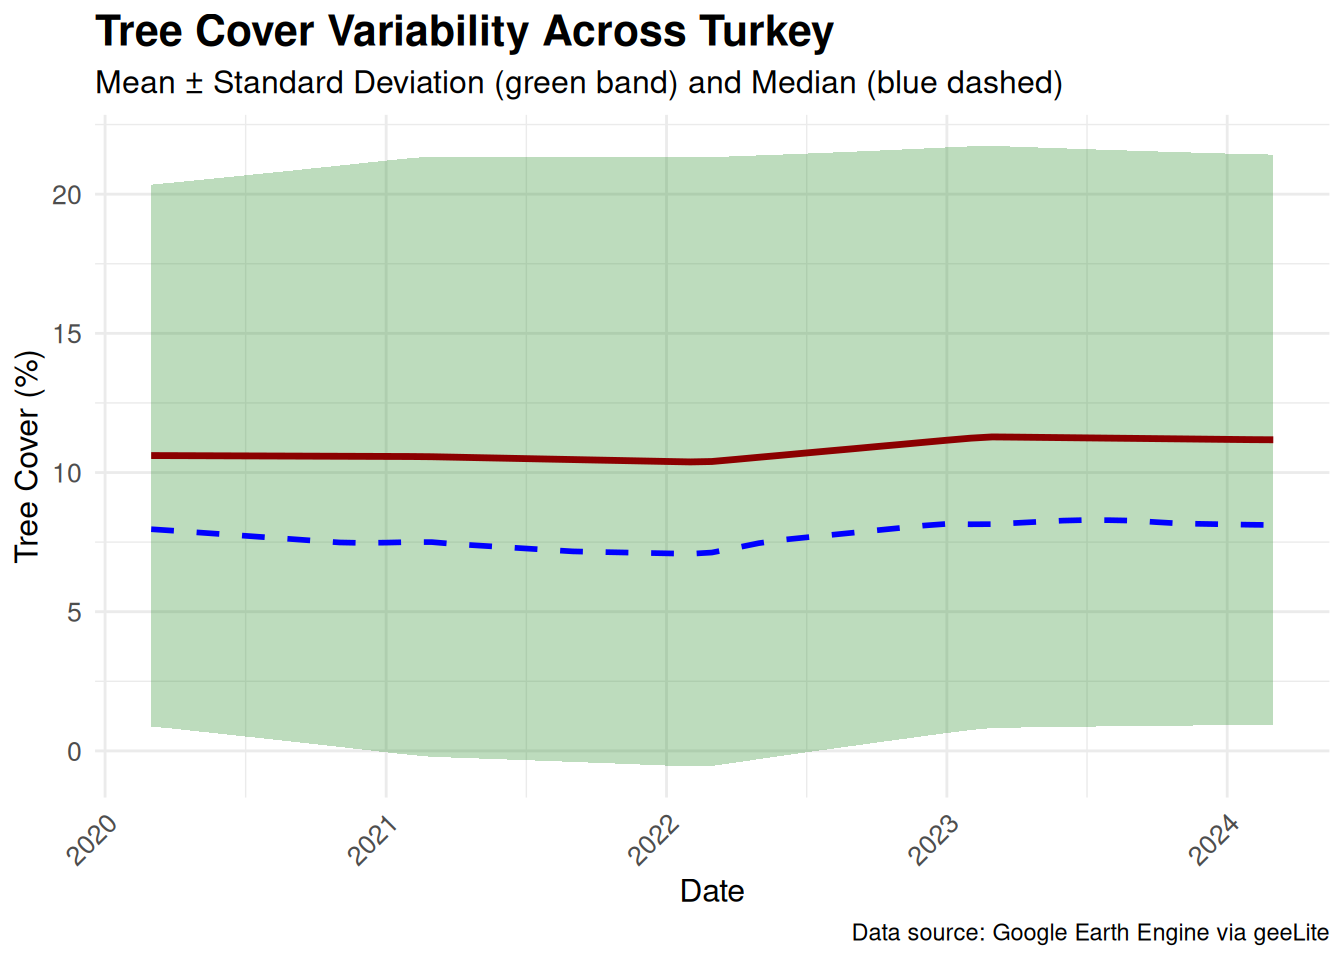 Tree Cover Variability Across Turkey
Mean ± Standard Deviation (green band) and Median (blue dashed)
Tree Cover (%)
20
15
10
5
0
2020
2021
2022
2023
2024
Date
Data source: Google Earth Engine via geeLite